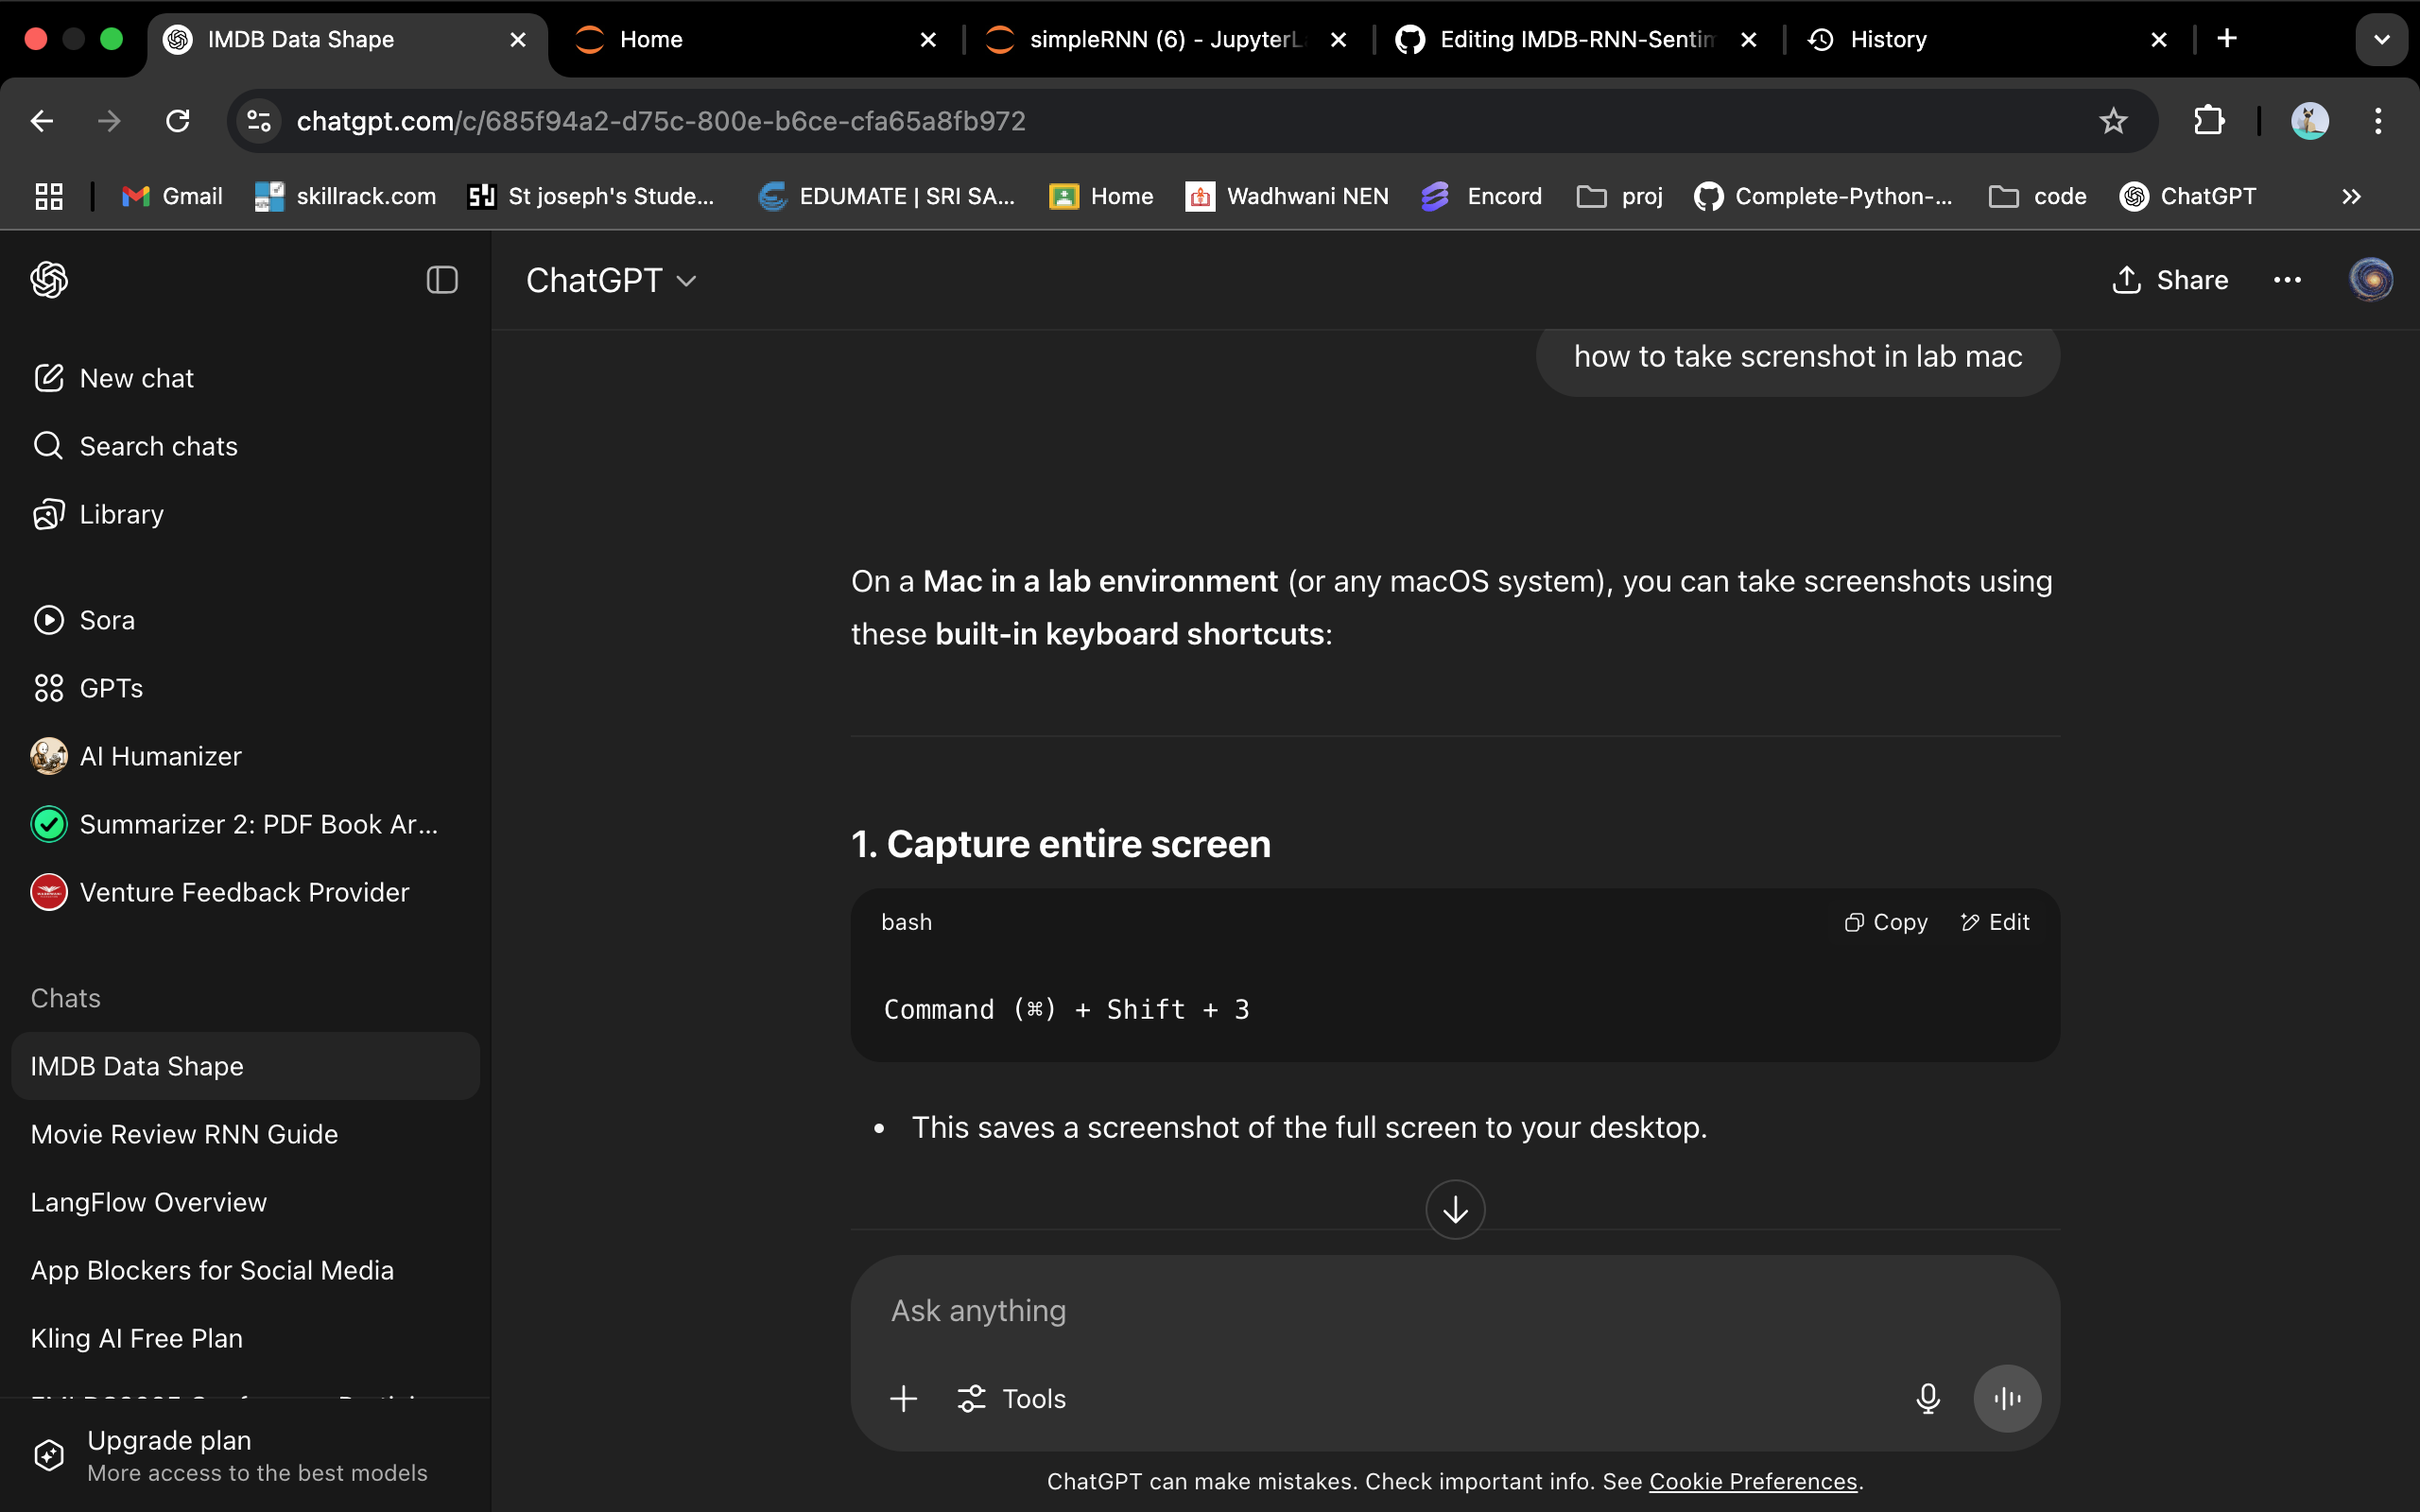 IMDB Data Shape
Home
simpleRNN (6) - JupyterL
Editing IMDB-RNN-Sentim
History
chatgpt.com/c/685f94a2-d75c-800e-b6ce-cfa65a8fb972
Gmail
skillrack.com
St joseph's Stude...
EDUMATE | SRI SA...
Home
Wadhwani NEN
Encord
proj
Complete-Python-...
code
ChatGPT
New chat
Search chats
Library
Sora
GPTs
AI Humanizer
Summarizer 2: PDF Book Ar...
Venture Feedback Provider
Chats
IMDB Data Shape
Movie Review RNN Guide
LangFlow Overview
App Blockers for Social Media
Kling AI Free Plan
Upgrade plan
More access to the best models
ChatGPT
Share
how to take screnshot in lab mac
On a Mac in a lab environment (or any macOS system), you can take screenshots using
these built-in keyboard shortcuts:
1. Capture entire screen
bash
Copy
Edit
Command (⌘) + Shift + 3
• This saves a screenshot of the full screen to your desktop.
Ask anything
Tools
ChatGPT can make mistakes. Check important info. See Cookie Preferences.